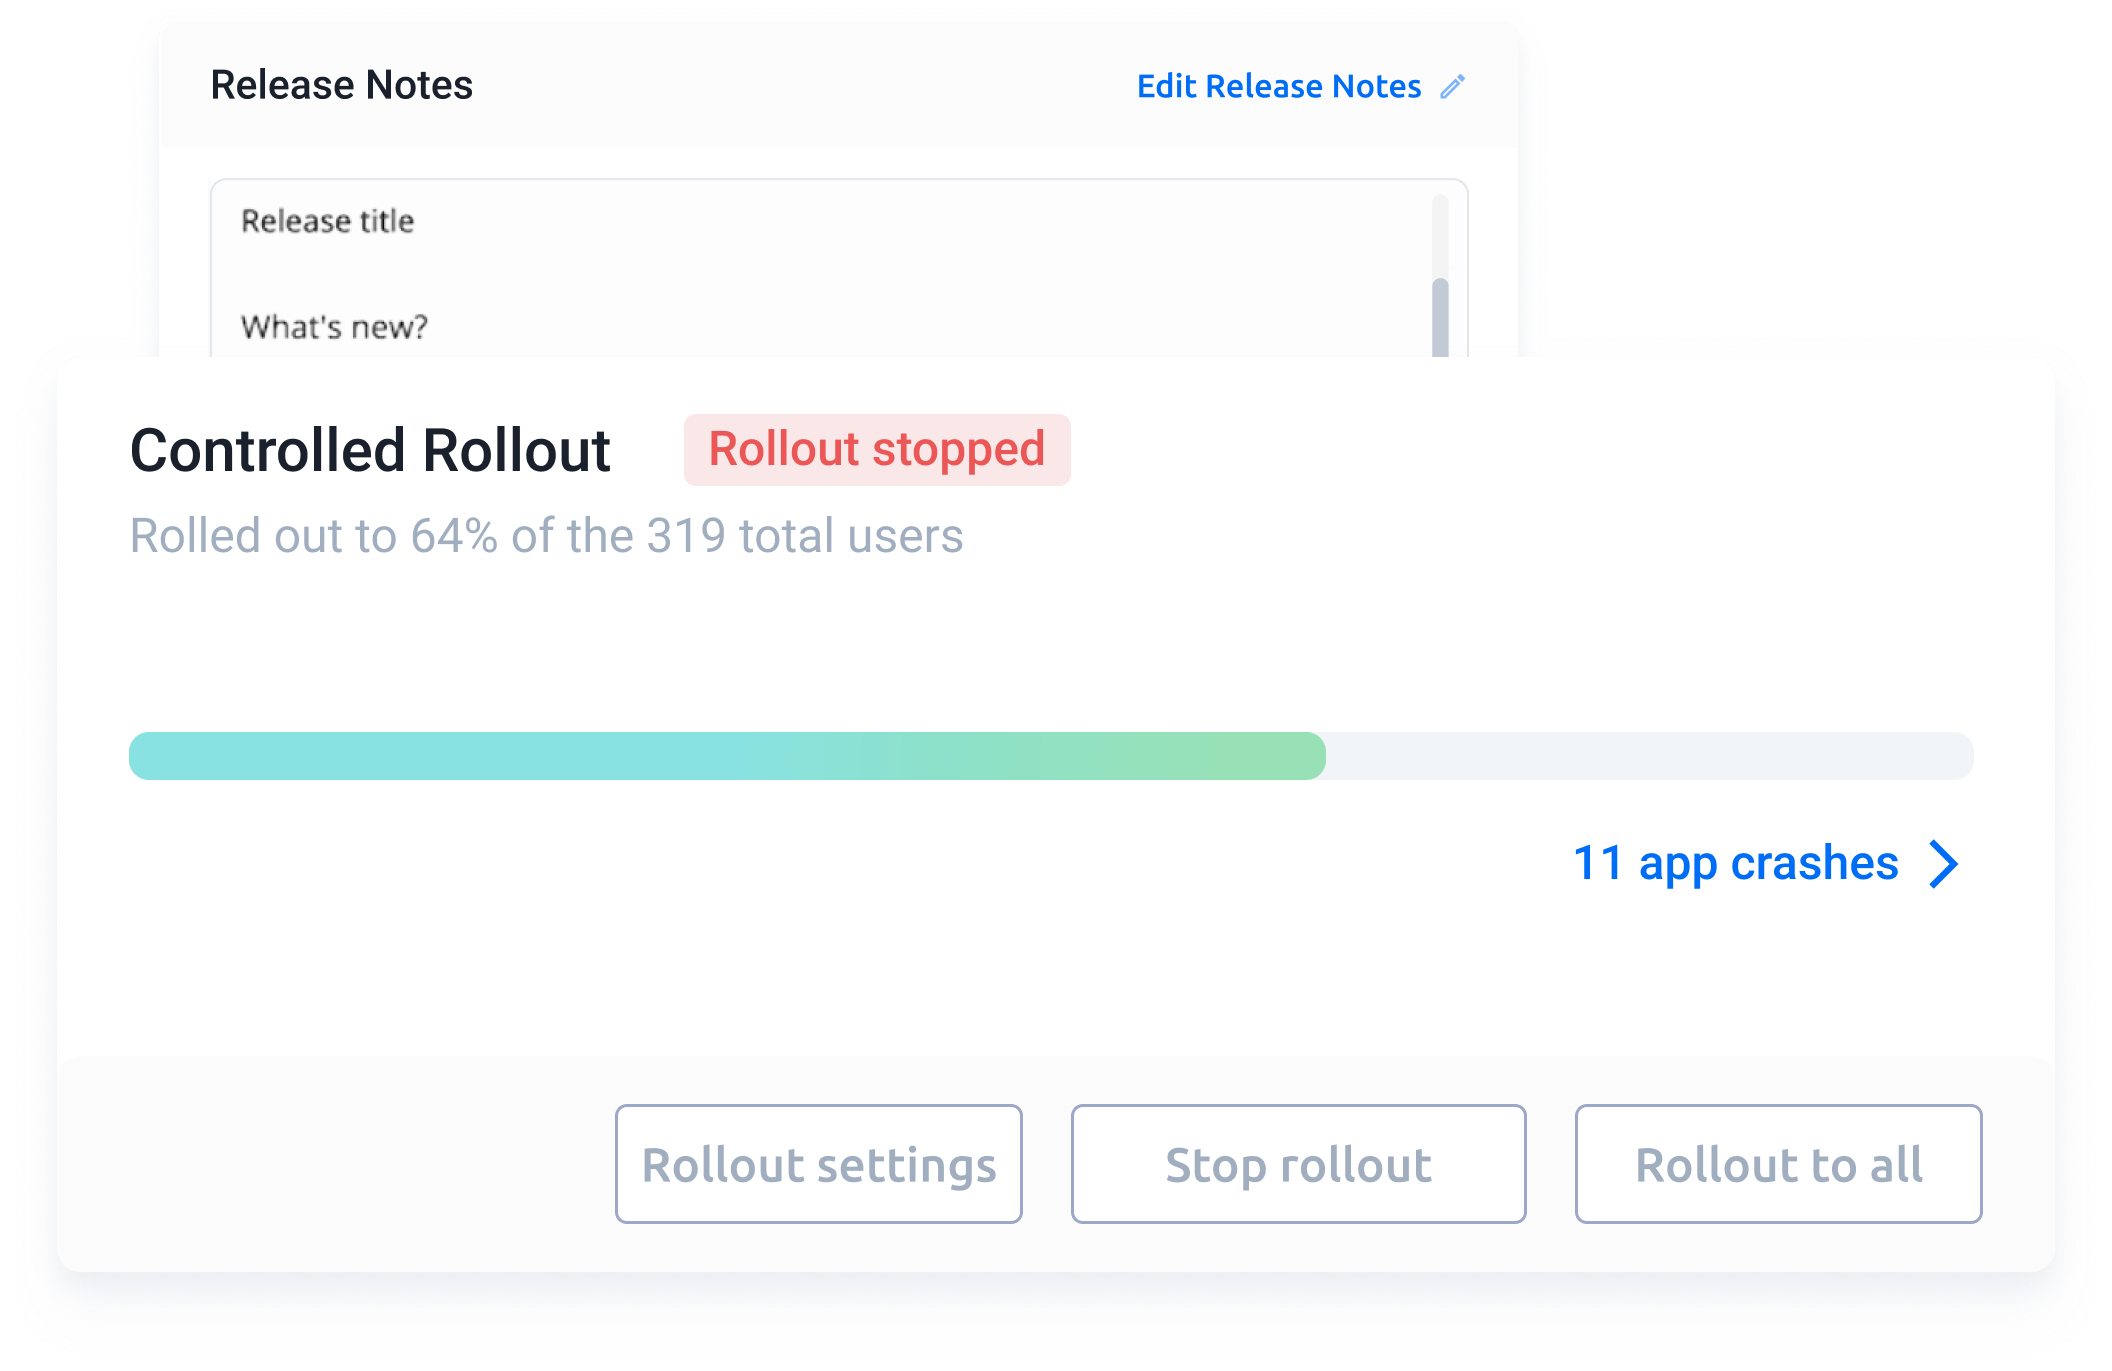 Release Notes
Edit Release Notes
Release title
What's new?
Controlled Rollout
Rollout stopped
Rolled out to 64% of the 319 total users
11 app crashes
Rollout settings
Stop rollout
Rollout to all